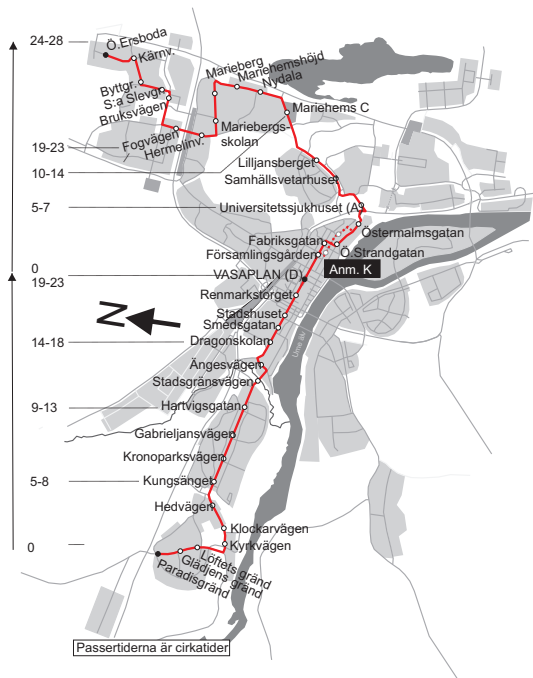 24-28
Ö.Ersboda
Kärnv.
Byttgr.
S:a Slevgr.
Bruksvägen
Fogvägen
Hermelinv.
Marieberg
Mariehemshöjd
Nydala
Mariehems C
Mariebergs-
skolan
19-23
Lilljansberget
10-14
Samhällsvetarhuset
5-7
Universitetssjukhuset (A)
Östermalmsgatan
Fabriksgatan
Ö.Strandgatan
Församlingsgården
Anm. K
0
VASAPLAN (D)
19-23
Renmarkstorget
N
Stadshuset
Smedsgatan
Ume älv
14-18
Dragonskolan
Ängesvägen
Stadsgränsvägen
9-13
Hartvigsgatan
Gabrieljansvägen
Kronoparksvägen
5-8
Kungsänget
Hedvägen
Klockarvägen
0
Kyrkvägen
Löftets gränd
Glädjens gränd
Paradisgränd
Passertiderna är cirkatider